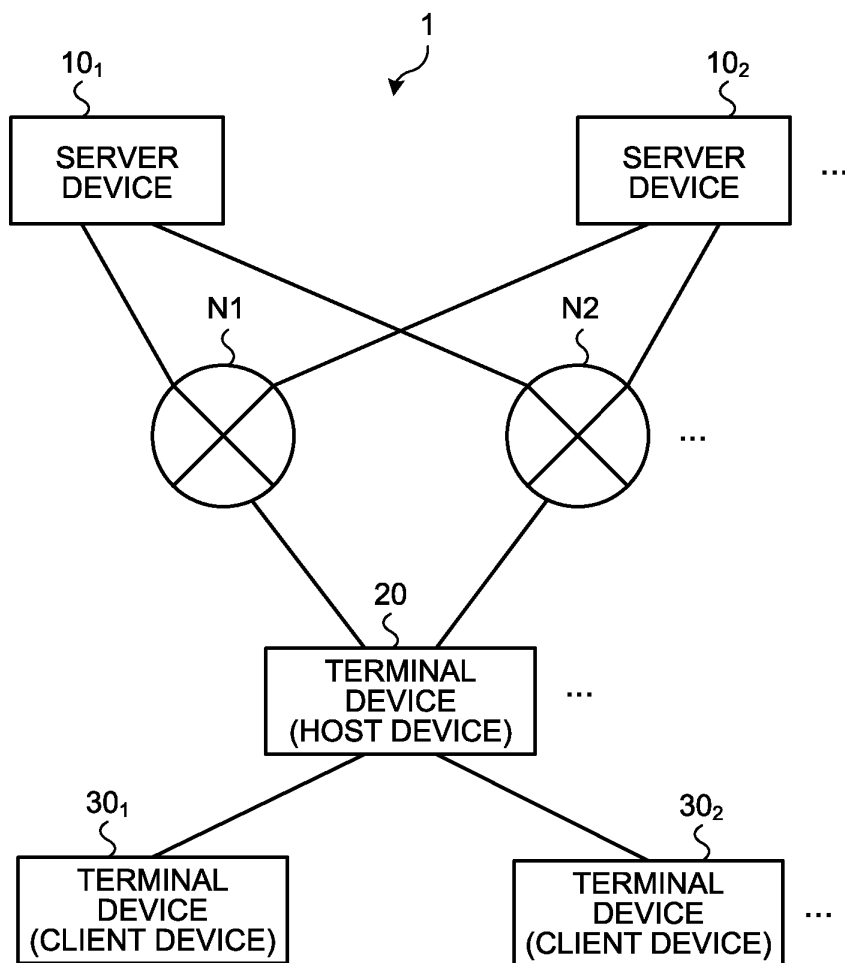 1
10₁
10₂
SERVER
DEVICE
SERVER
DEVICE
...
N1
N2
...
20
TERMINAL
DEVICE
(HOST DEVICE)
...
30₁
30₂
TERMINAL
DEVICE
(CLIENT DEVICE)
TERMINAL
DEVICE
(CLIENT DEVICE)
...